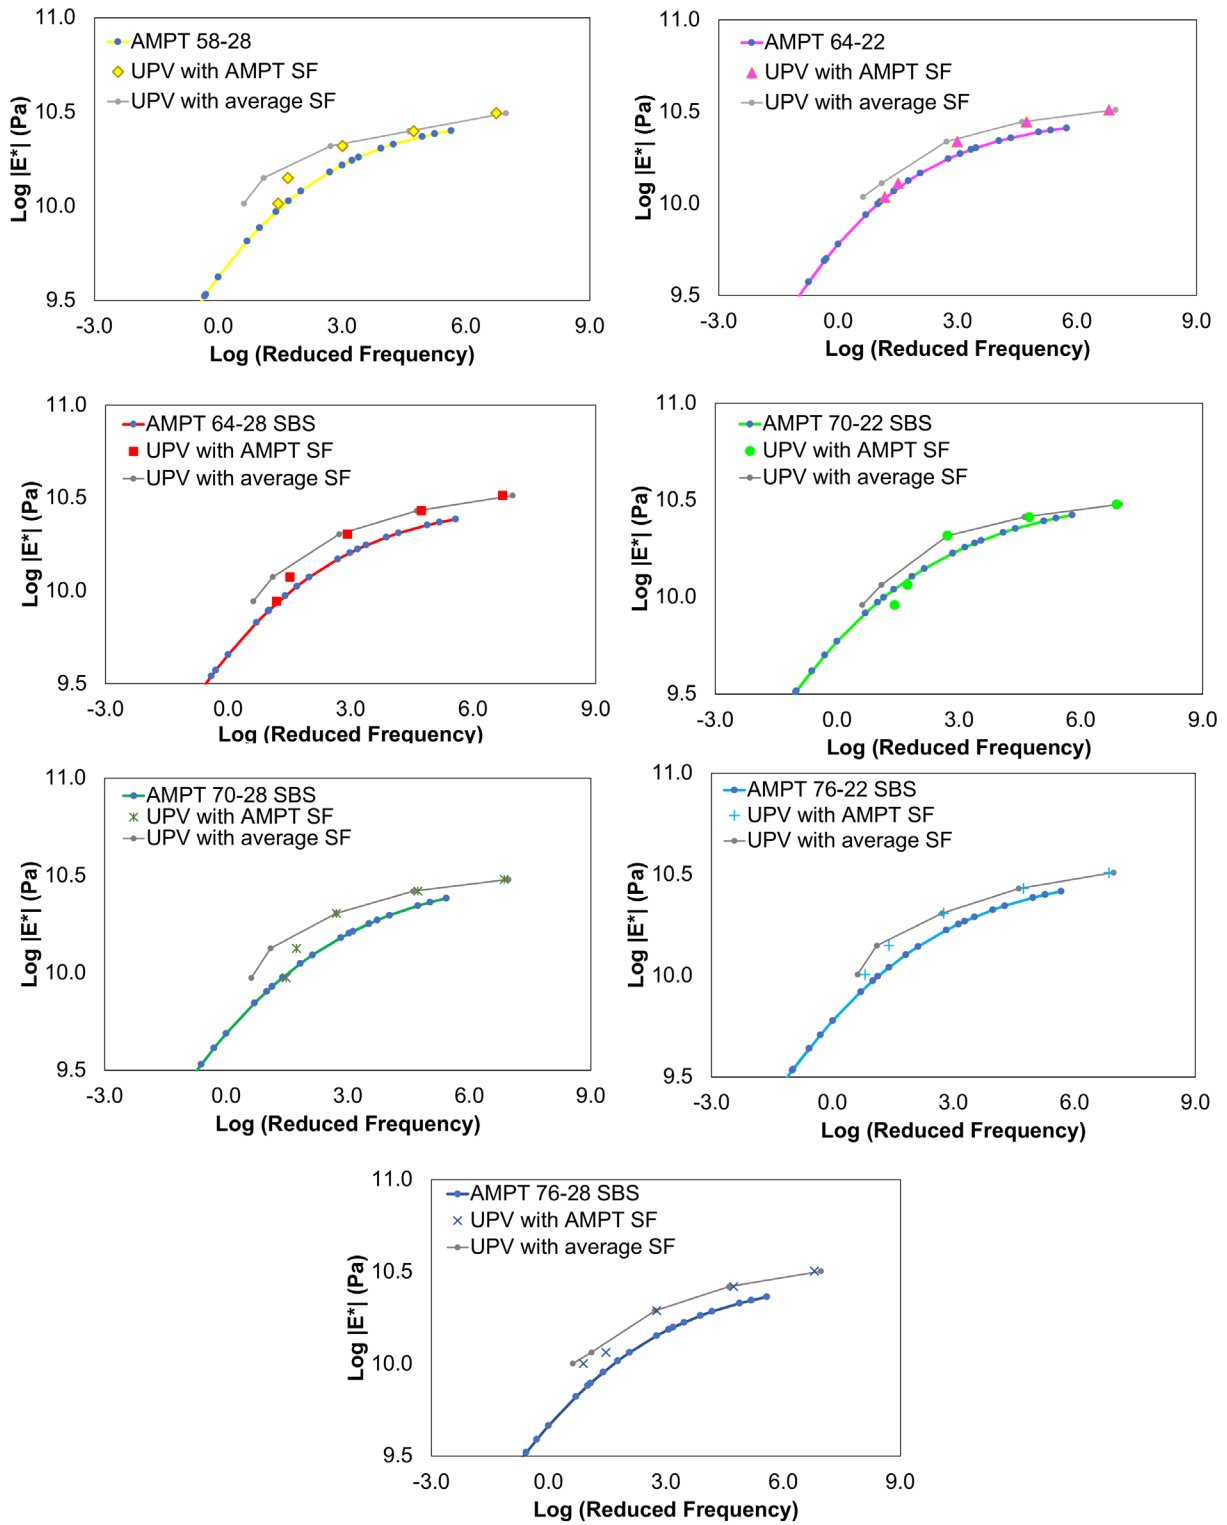 11.0
AMPT 58-28
UPV with AMPT SF
UPV with average SF
10.5
10.0
9.5
-3.0 0.0 3.0 6.0 9.0
Log |E*| (Pa)
Log (Reduced Frequency)
11.0
AMPT 64-22
UPV with AMPT SF
UPV with average SF
10.5
10.0
9.5
-3.0 0.0 3.0 6.0 9.0
Log |E*| (Pa)
Log (Reduced Frequency)
11.0
AMPT 64-28 SBS
UPV with AMPT SF
UPV with average SF
10.5
10.0
9.5
-3.0 0.0 3.0 6.0 9.0
Log |E*| (Pa)
Log (Reduced Frequency)
11.0
AMPT 70-22 SBS
UPV with AMPT SF
UPV with average SF
10.5
10.0
9.5
-3.0 0.0 3.0 6.0 9.0
Log |E*| (Pa)
Log (Reduced Frequency)
11.0
AMPT 70-28 SBS
UPV with AMPT SF
UPV with average SF
10.5
10.0
9.5
-3.0 0.0 3.0 6.0 9.0
Log |E*| (Pa)
Log (Reduced Frequency)
11.0
AMPT 76-22 SBS
UPV with AMPT SF
UPV with average SF
10.5
10.0
9.5
-3.0 0.0 3.0 6.0 9.0
Log |E*| (Pa)
Log (Reduced Frequency)
11.0
AMPT 76-28 SBS
UPV with AMPT SF
UPV with average SF
10.5
10.0
9.5
-3.0 0.0 3.0 6.0 9.0
Log |E*| (Pa)
Log (Reduced Frequency)